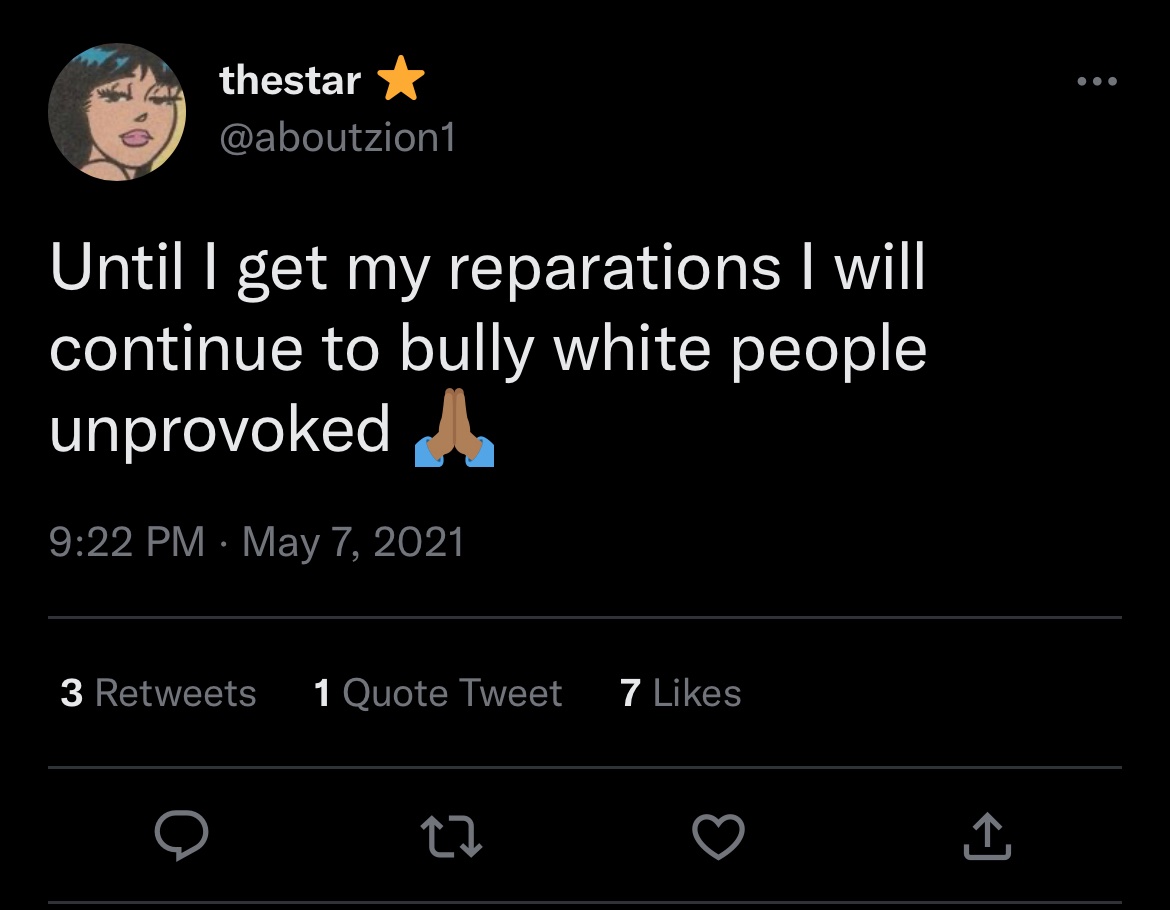 thestar ⭐
@aboutzion1
Until I get my reparations I will
continue to bully white people
unprovoked 🙏🏽
9:22 PM · May 7, 2021
3 Retweets 1 Quote Tweet 7 Likes